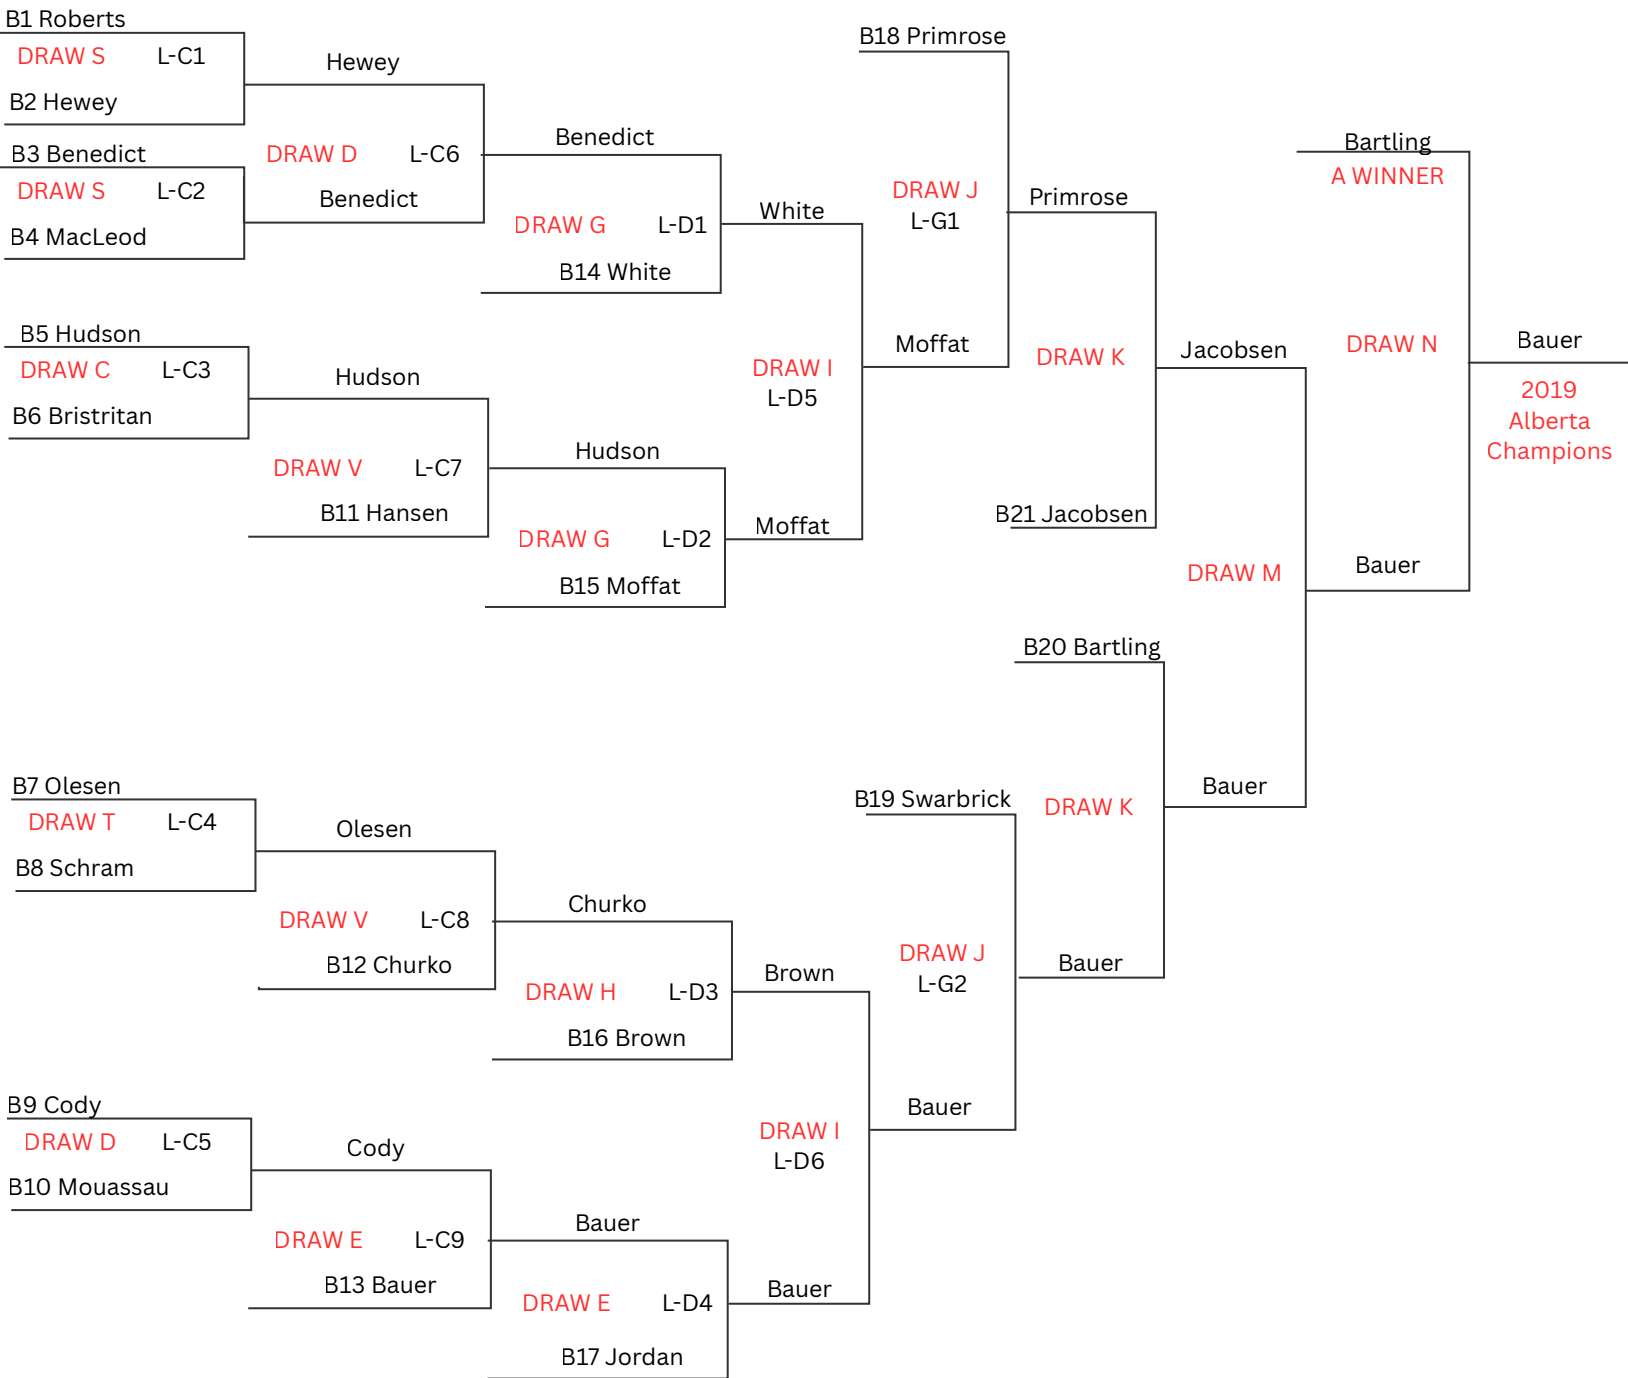 B1 Roberts
DRAW S L-C1
B2 Hewey
B3 Benedict
DRAW S L-C2
B4 MacLeod
Hewey
DRAW D L-C6
Benedict
Benedict
DRAW G L-D1
B14 White
White
B5 Hudson
DRAW C L-C3
B6 Bristritan
Hudson
DRAW V L-C7
B11 Hansen
Hudson
DRAW G L-D2
B15 Moffat
Moffat
DRAW I
L-D5
B18 Primrose
DRAW J
L-G1
Moffat
Primrose
DRAW K
B21 Jacobsen
Jacobsen
DRAW M
Bartling
A WINNER
DRAW N
Bauer
Bauer
2019
Alberta
Champions
B7 Olesen
DRAW T L-C4
B8 Schram
Olesen
DRAW V L-C8
B12 Churko
Churko
DRAW H L-D3
B16 Brown
Brown
B9 Cody
DRAW D L-C5
B10 Mouassau
Cody
DRAW E L-C9
B13 Bauer
Bauer
DRAW E L-D4
B17 Jordan
Bauer
DRAW I
L-D6
B19 Swarbrick
DRAW J
L-G2
Bauer
B20 Bartling
DRAW K
Bauer
Bauer